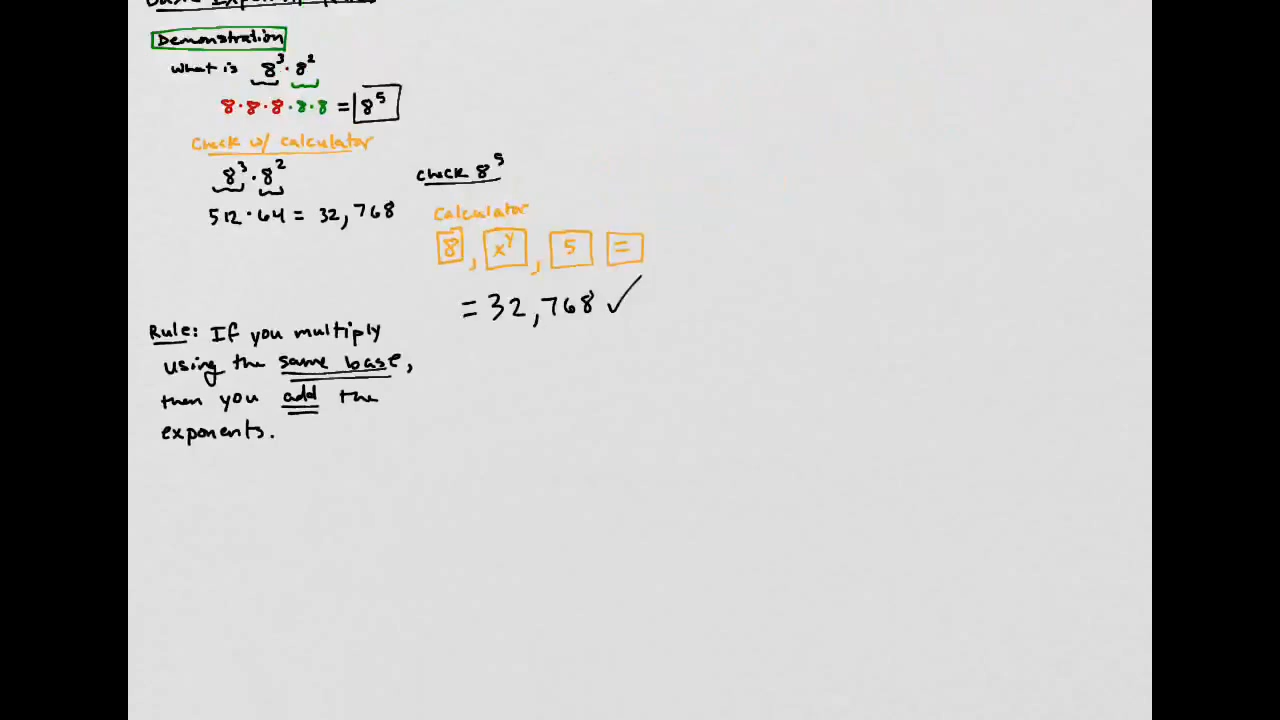 Demonstration
What is 8³ · 8²
8 · 8 · 8 · 8 · 8 = 8⁵
Check w/ calculator
8³ · 8²
512 · 64 = 32,768
Check 8⁵
Calculator
8 , xʸ , 5 =
= 32,768 ✓
Rule: If you multiply
using the same base,
then you add the
exponents.